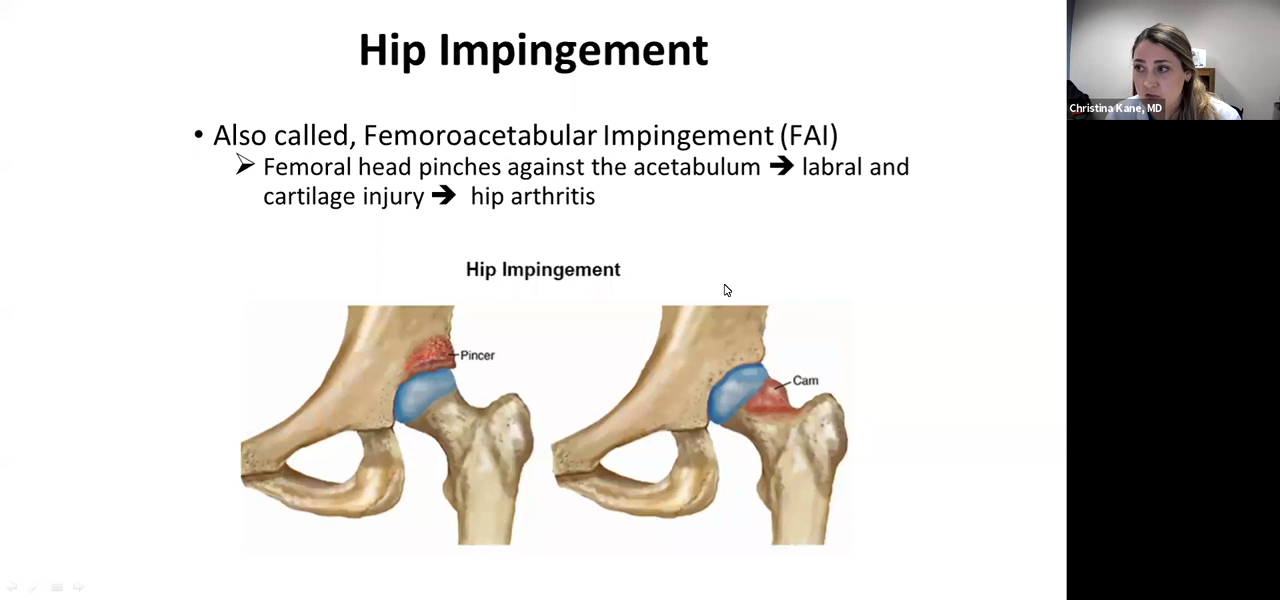 Hip Impingement
Christina Kane, MD
• Also called, Femoroacetabular Impingement (FAI)
➢ Femoral head pinches against the acetabulum ➔ labral and
cartilage injury ➔ hip arthritis
Hip Impingement
Pincer
Cam